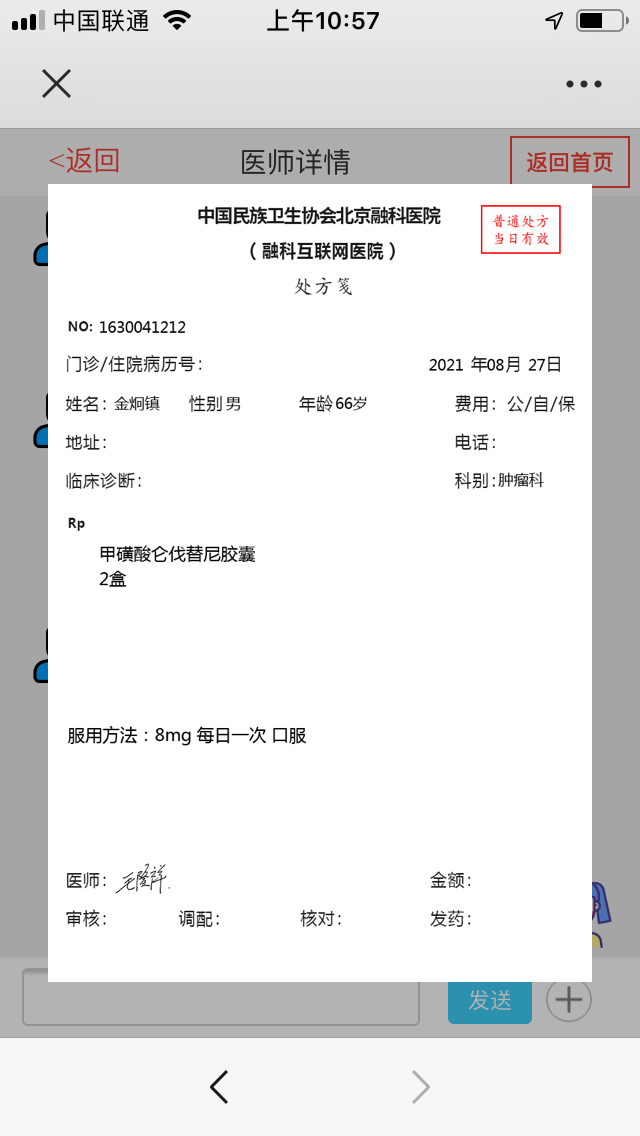 中国联通 上午10:57
<返回 医师详情 返回首页
中国民族卫生协会北京融科医院
普通处方
当日有效
（融科互联网医院）
处方笺
NO: 1630041212
门诊/住院病历号： 2021 年08月 27日
姓名：金炯镇 性别 男 年龄 66岁 费用：公/自/保
地址： 电话：
临床诊断： 科别:肿瘤科
Rp
甲磺酸仑伐替尼胶囊
2盒
服用方法：8mg 每日一次 口服
医师：毛隆祥 金额：
审核： 调配： 核对： 发药：
发送